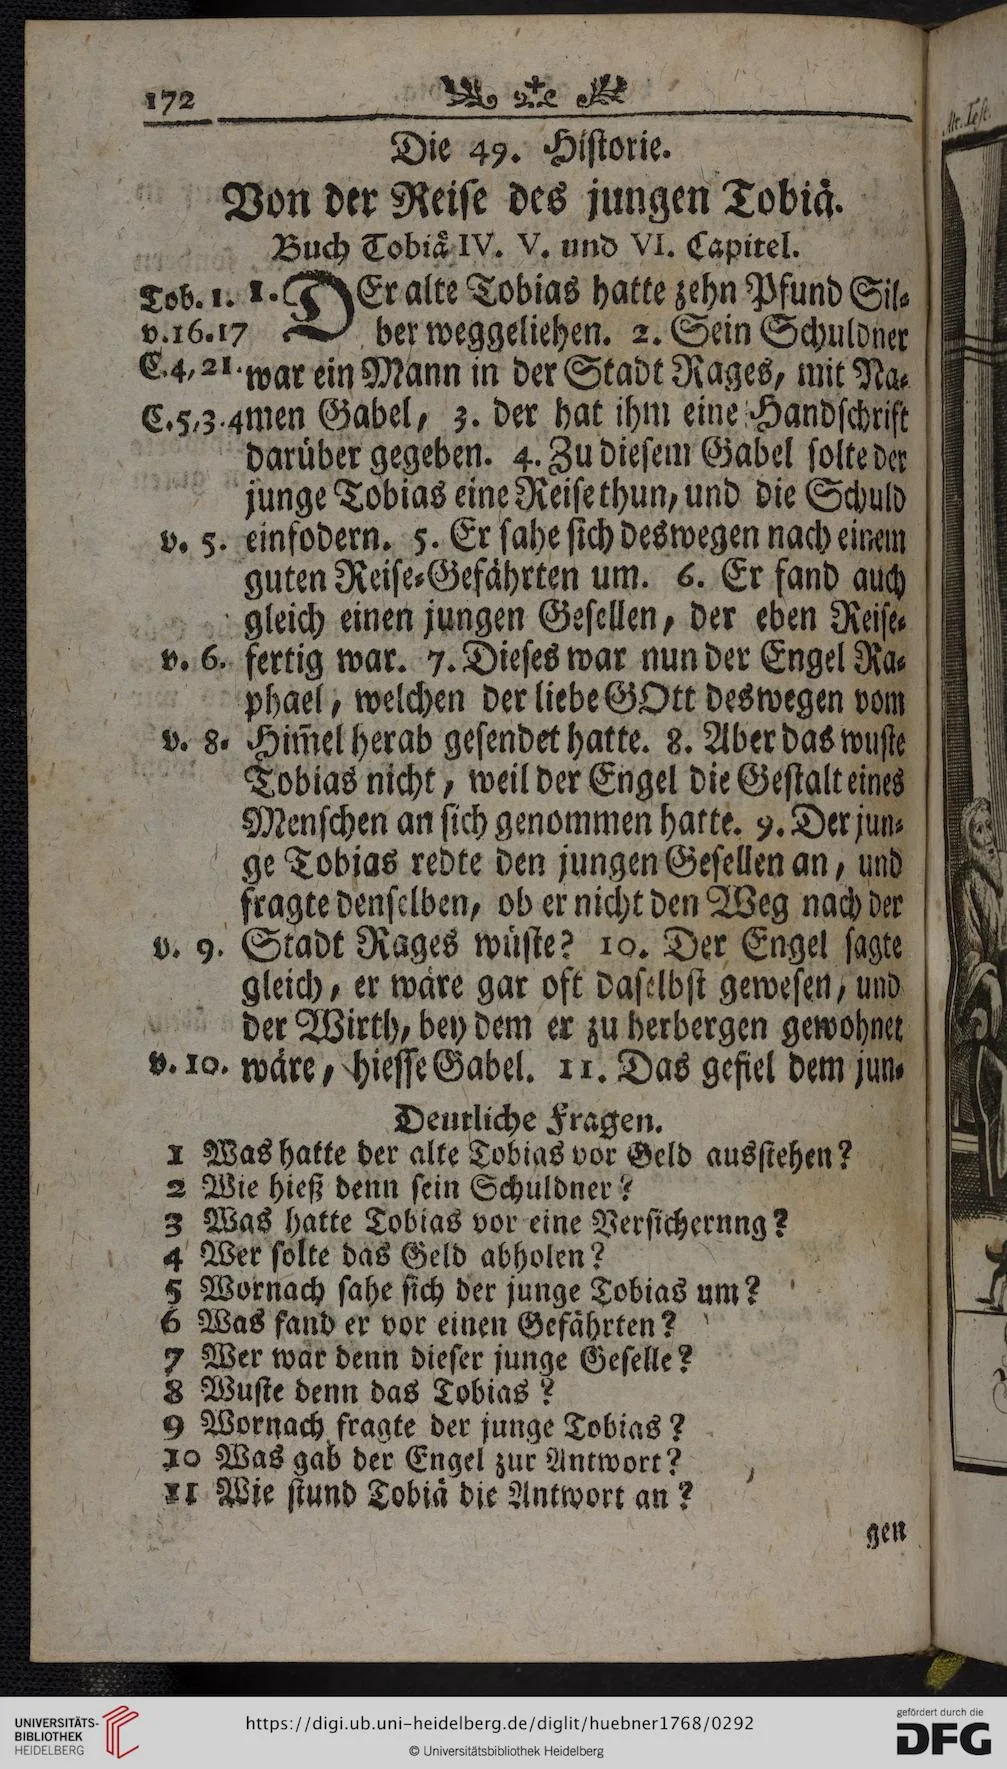 172
Die 49. Historie.
Von der Reise des jungen Tobiä.
Buch Tobiä IV. V. und VI. Capitel.
Tob. 1. 1. DEr alte Tobias hatte zehn Pfund Sil-
v.16.17 ber weggeliehen. 2. Sein Schuldner
C.4,21. war ein Mann in der Stadt Rages, mit Na-
C.5,3.4 men Gabel, 3. der hat ihm eine Handschrift
darüber gegeben. 4. Zu diesem Gabel solte der
junge Tobias eine Reise thun, und die Schuld
v. 5. einfodern. 5. Er sahe sich deswegen nach einem
guten Reise-Gefährten um. 6. Er fand auch
gleich einen jungen Gesellen, der eben Reise-
v. 6. fertig war. 7. Dieses war nun der Engel Ra-
phael, welchen der liebe GOtt deswegen vom
v. 8. Him̄el herab gesendet hatte. 8. Aber das wuste
Tobias nicht, weil der Engel die Gestalt eines
Menschen an sich genommen hatte. 9. Der jun-
ge Tobias redte den jungen Gesellen an, und
fragte denselben, ob er nicht den Weg nach der
v. 9. Stadt Rages wüste? 10. Der Engel sagte
gleich, er wäre gar oft daselbst gewesen, und
der Wirth, bey dem er zu herbergen gewohnet
v. 10. wäre, hiesse Gabel. 11. Das gefiel dem jun-
Deutliche Fragen.
1 Was hatte der alte Tobias vor Geld ausstehen?
2 Wie hieß denn sein Schuldner?
3 Was hatte Tobias vor eine Versichernng?
4 Wer solte das Geld abholen?
5 Wornach sahe sich der junge Tobias um?
6 Was fand er vor einen Gefährten?
7 Wer war denn dieser junge Geselle?
8 Wuste denn das Tobias?
9 Wornach fragte der junge Tobias?
10 Was gab der Engel zur Antwort?
11 Wie stund Tobiä die Antwort an?
gen
UNIVERSITÄTS-
BIBLIOTHEK
HEIDELBERG
https://digi.ub.uni-heidelberg.de/diglit/huebner1768/0292
© Universitätsbibliothek Heidelberg
gefördert durch die
DFG